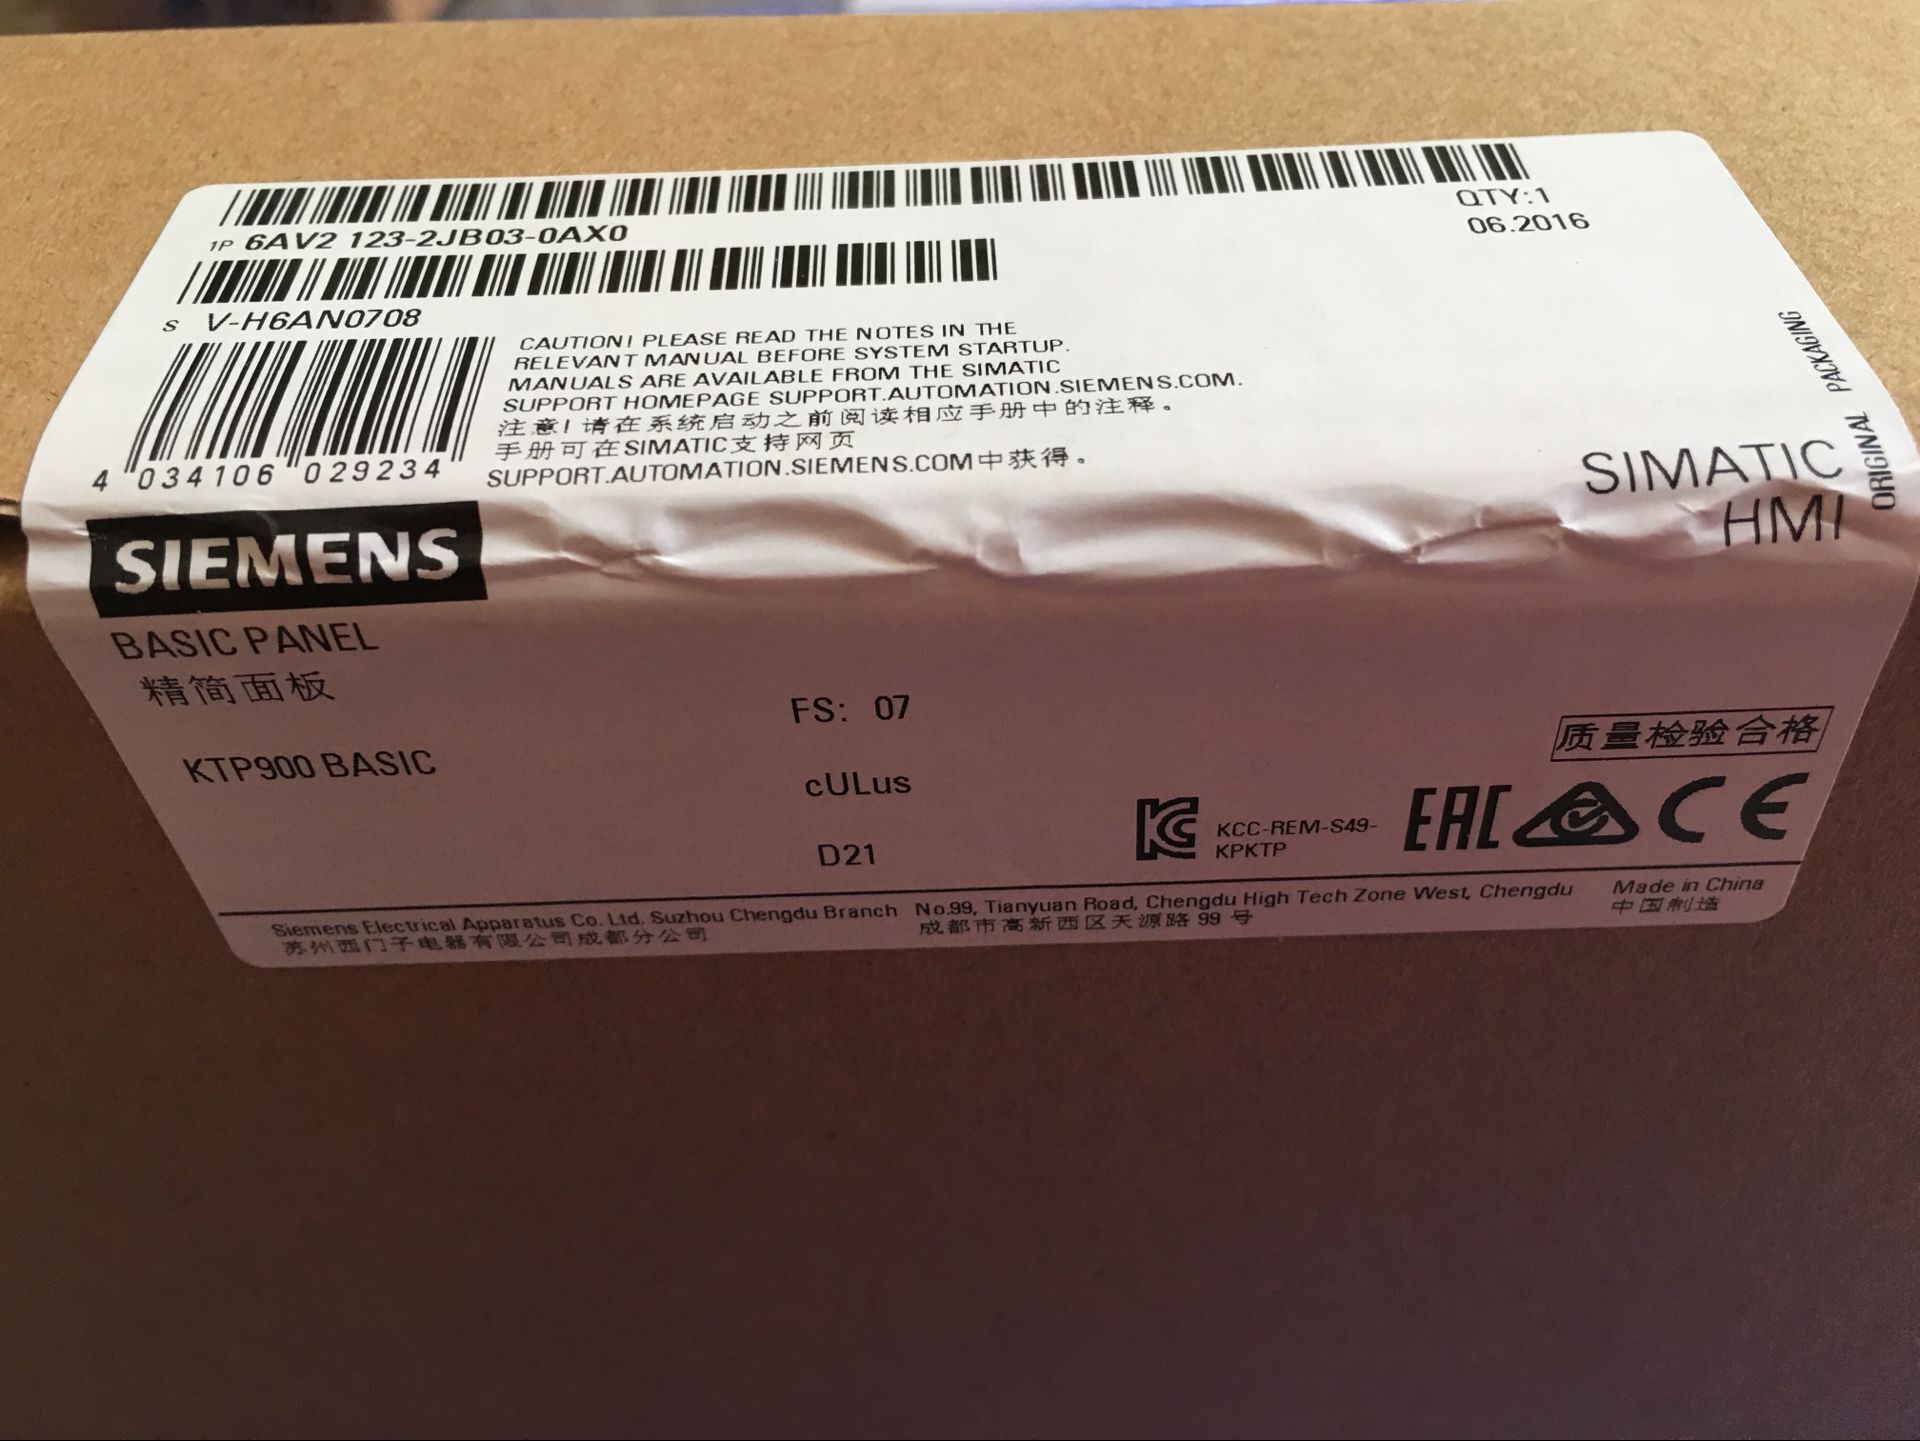 1P 6AV2 123-2JB03-0AX0
QTY:1
06.2016
S V-H6AN0708
4 034106 029234
CAUTION! PLEASE READ THE NOTES IN THE
RELEVANT MANUAL BEFORE SYSTEM STARTUP.
MANUALS ARE AVAILABLE FROM THE SIMATIC
SUPPORT HOMEPAGE SUPPORT.AUTOMATION.SIEMENS.COM.
注意!请在系统启动之前阅读相应手册中的注释。
手册可在SIMATIC支持网页
SUPPORT.AUTOMATION.SIEMENS.COM中获得。
ORIGINAL PACKAGING
SIMATIC
HMI
SIEMENS
BASIC PANEL
精简面板
KTP900 BASIC
FS: 07
cULus
D21
质量检验合格
KCC-REM-S49-
KPKTP
EAC
CE
Siemens Electrical Apparatus Co. Ltd. Suzhou Chengdu Branch No.99, Tianyuan Road, Chengdu High Tech Zone West, Chengdu Made in China
苏州西门子电器有限公司成都分公司 成都市高新西区天源路 99 号 中国制造